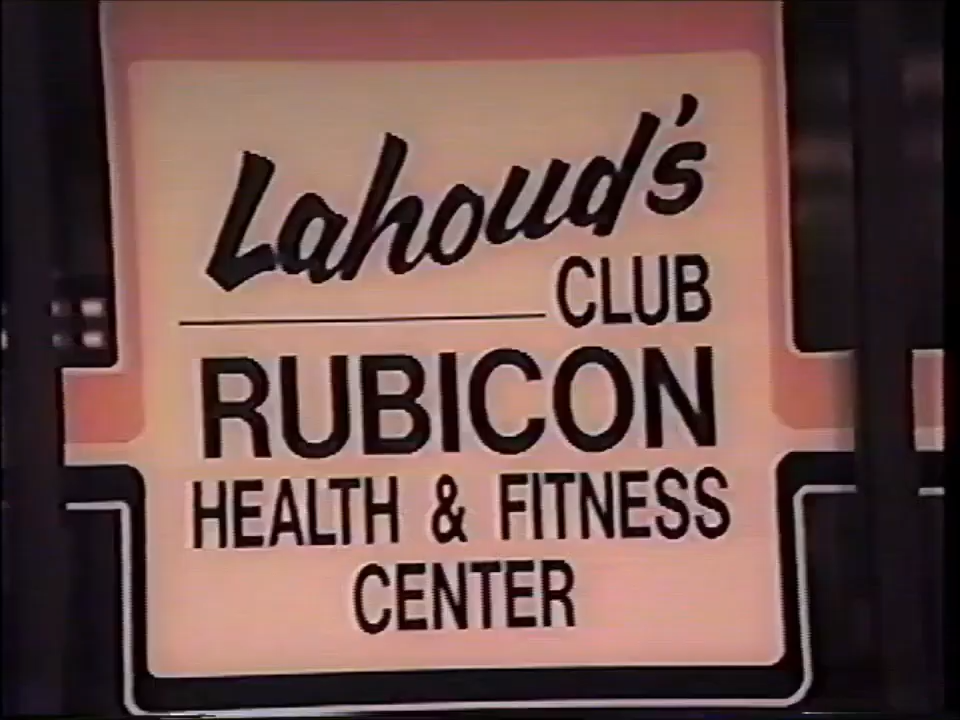 Lahoud's
CLUB
RUBICON
HEALTH & FITNESS
CENTER